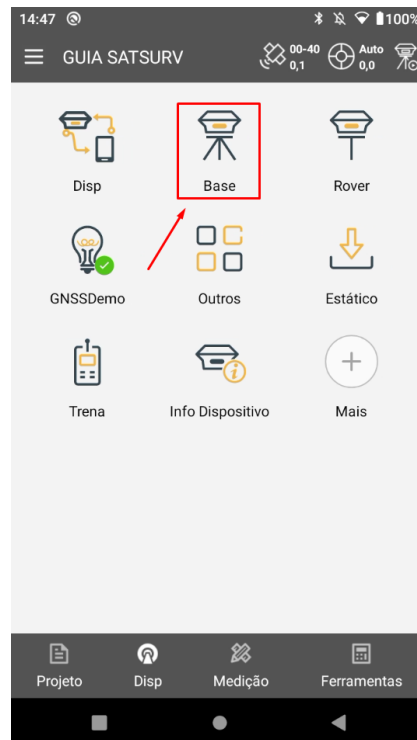 14:47 100%
GUIA SATSURV 00-40 Auto
0,1 0,0
Disp Base Rover
GNSSDemo Outros Estático
Trena Info Dispositivo Mais
Projeto Disp Medição Ferramentas